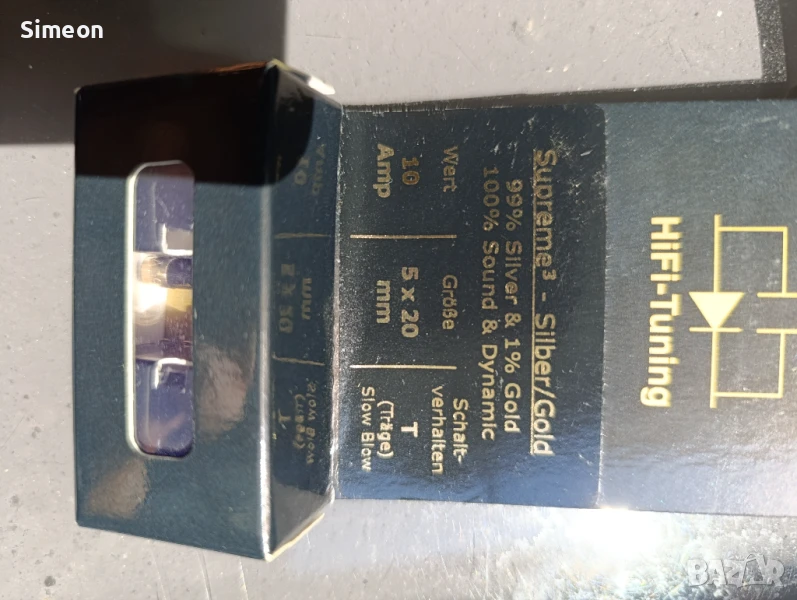 Simeon
HiFi-Tuning
Supreme³ - Silber/Gold
99% Silver & 1% Gold
100% Sound & Dynamic
Wert
Größe
Schalt-
verhalten
10
Amp
5 x 20
mm
T
(Träge)
Slow Blow
BAZAR